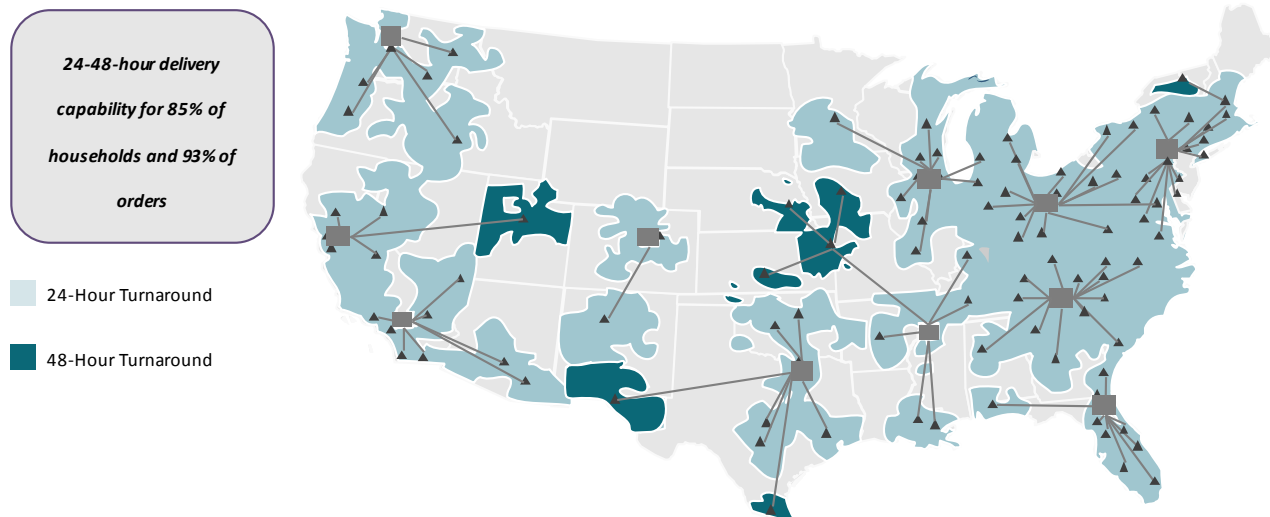 24-48-hour delivery
capability for 85% of
households and 93% of
orders
24-Hour Turnaround
48-Hour Turnaround